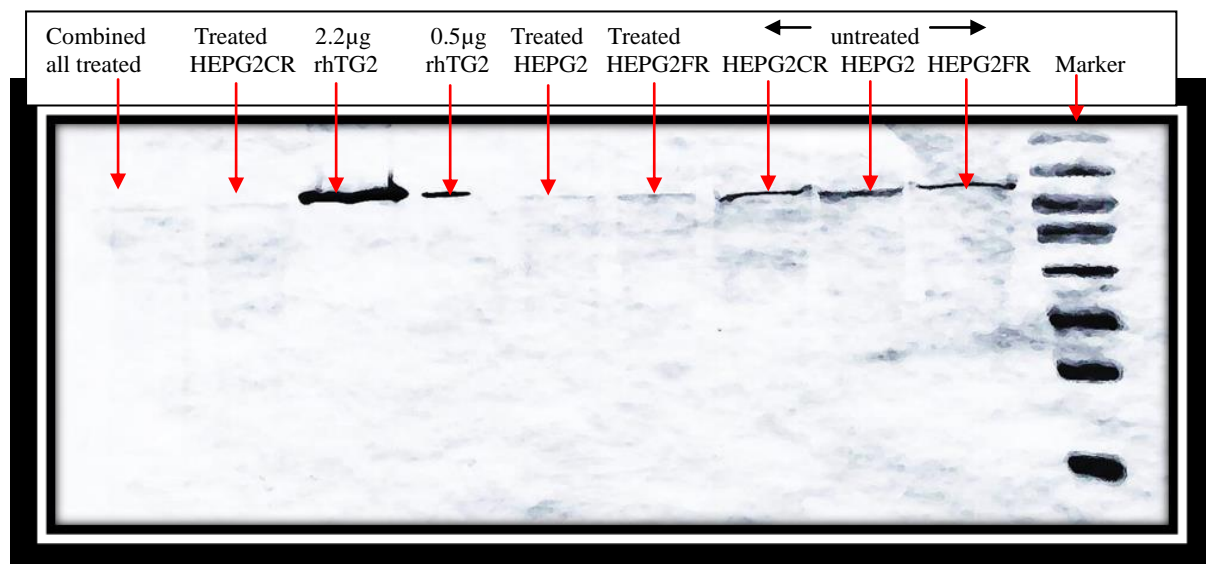 Combined Treated 2.2µg 0.5µg Treated Treated untreated
all treated HEPG2CR rhTG2 rhTG2 HEPG2 HEPG2FR HEPG2CR HEPG2 HEPG2FR Marker